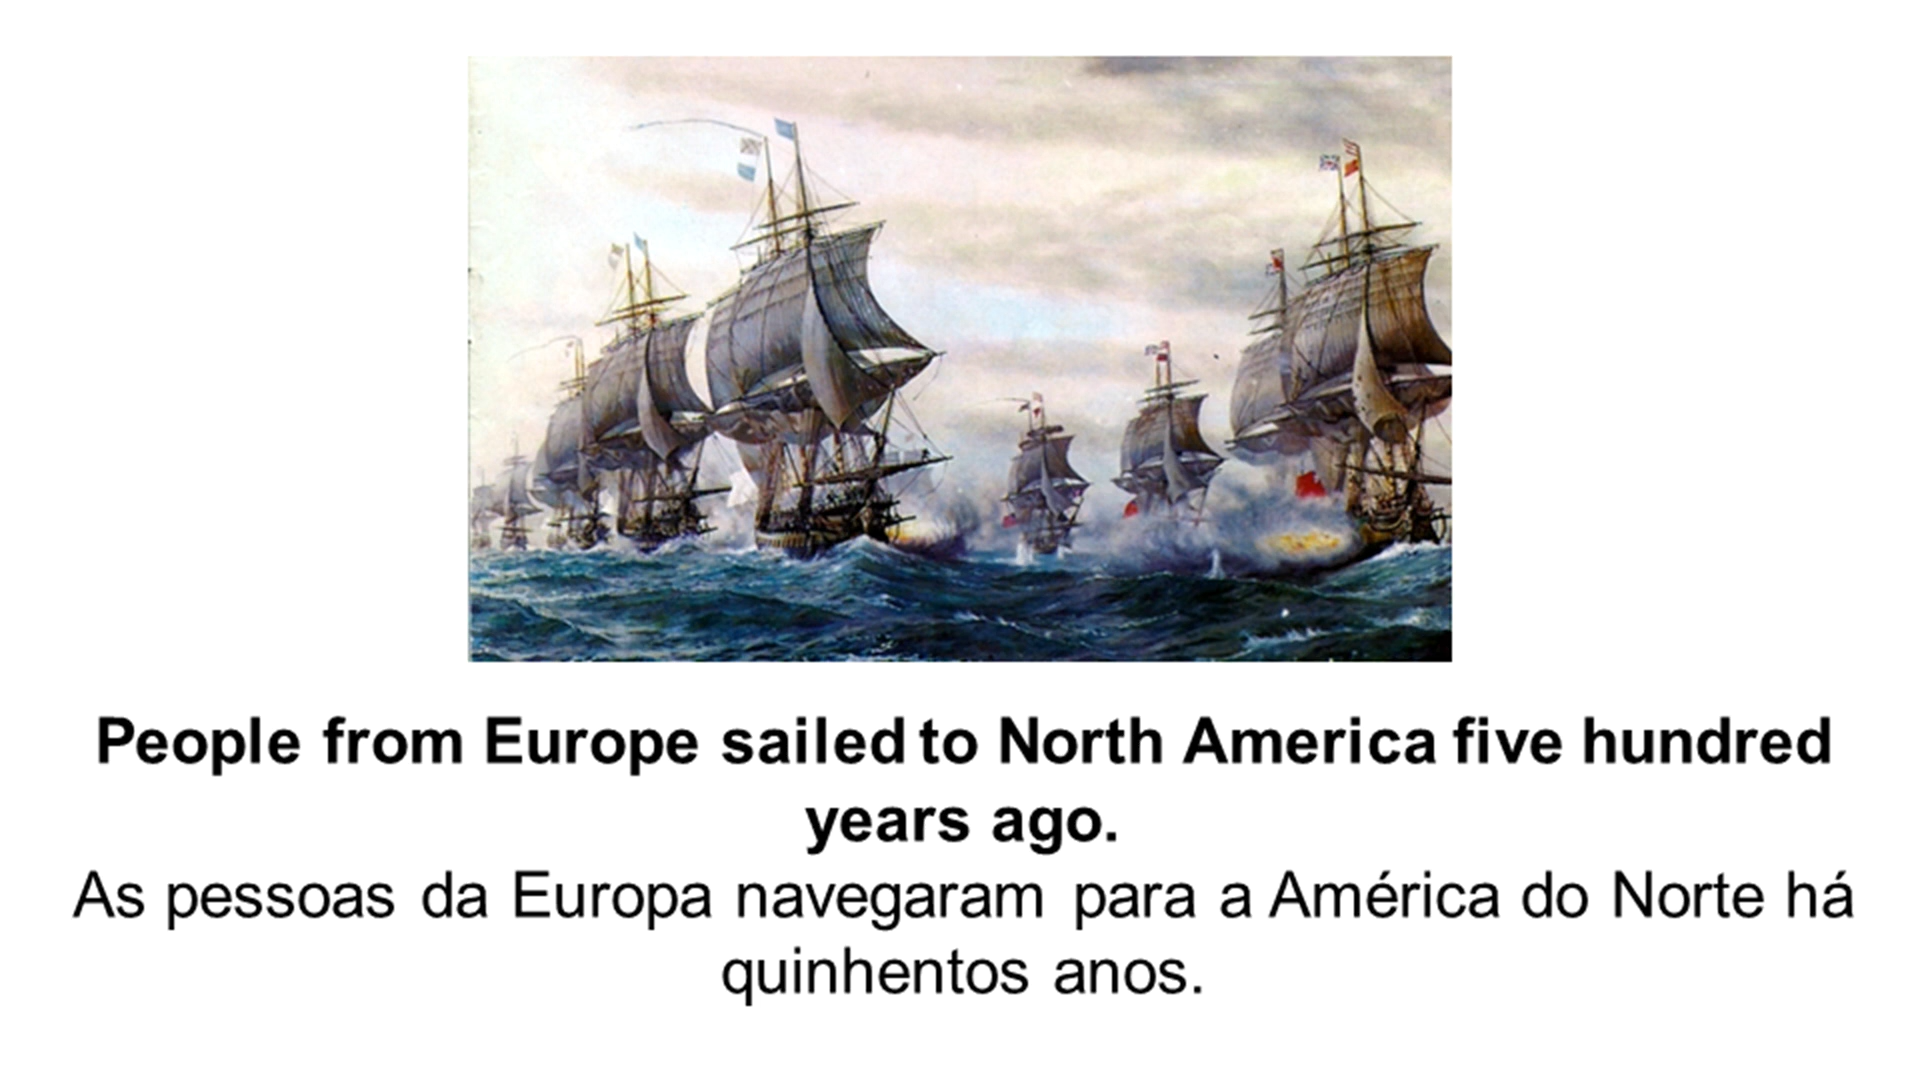 People from Europe sailed to North America five hundred
years ago.
As pessoas da Europa navegaram para a América do Norte há
quinhentos anos.